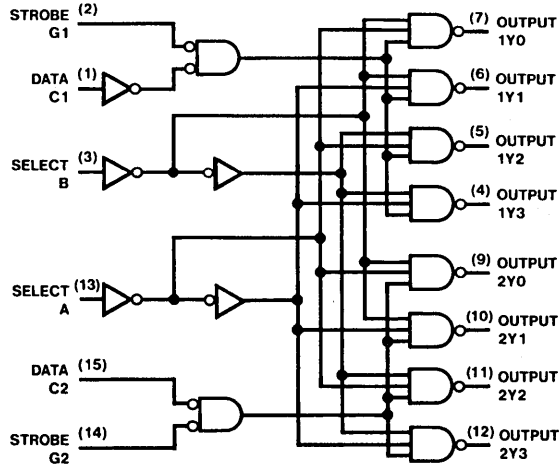 STROBE (2)
G1
DATA (1)
C1
SELECT (3)
B
SELECT (13)
A
DATA (15)
C2
STROBE (14)
G2
(7) OUTPUT
1Y0
(6) OUTPUT
1Y1
(5) OUTPUT
1Y2
(4) OUTPUT
1Y3
(9) OUTPUT
2Y0
(10) OUTPUT
2Y1
(11) OUTPUT
2Y2
(12) OUTPUT
2Y3